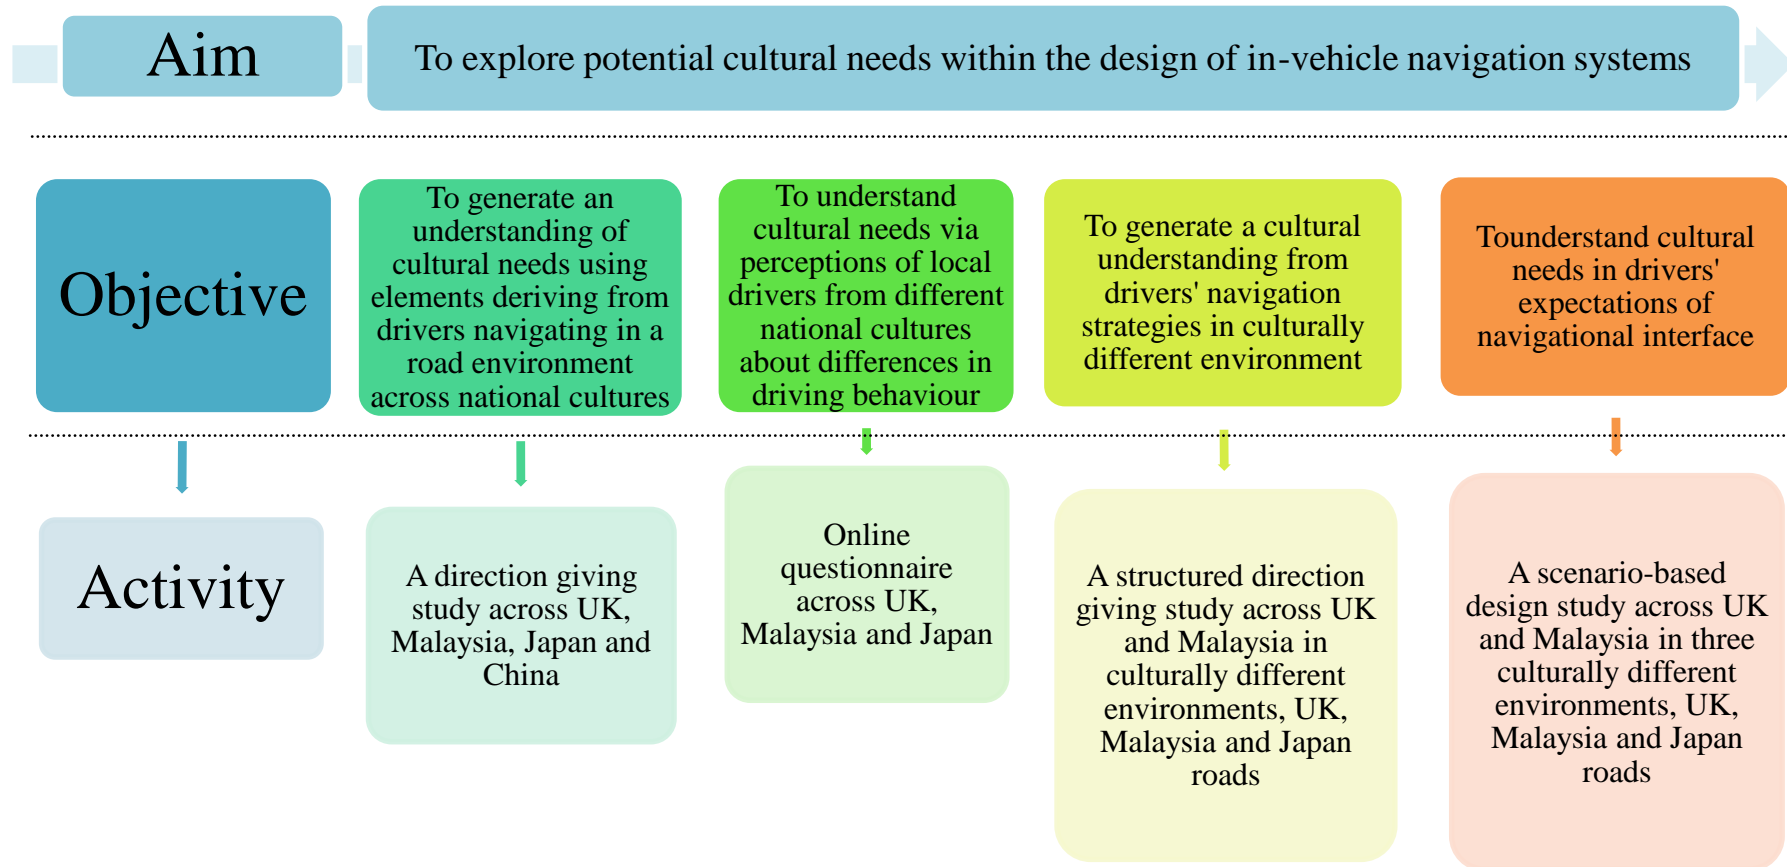 Aim
To explore potential cultural needs within the design of in-vehicle navigation systems
Objective
To generate an
understanding of
cultural needs using
elements deriving from
drivers navigating in a
road environment
across national cultures
To understand
cultural needs via
perceptions of local
drivers from different
national cultures
about differences in
driving behaviour
To generate a cultural
understanding from
drivers' navigation
strategies in culturally
different environment
Tounderstand cultural
needs in drivers'
expectations of
navigational interface
Activity
A direction giving
study across UK,
Malaysia, Japan and
China
Online
questionnaire
across UK,
Malaysia and Japan
A structured direction
giving study across UK
and Malaysia in
culturally different
environments, UK,
Malaysia and Japan
roads
A scenario-based
design study across UK
and Malaysia in three
culturally different
environments, UK,
Malaysia and Japan
roads